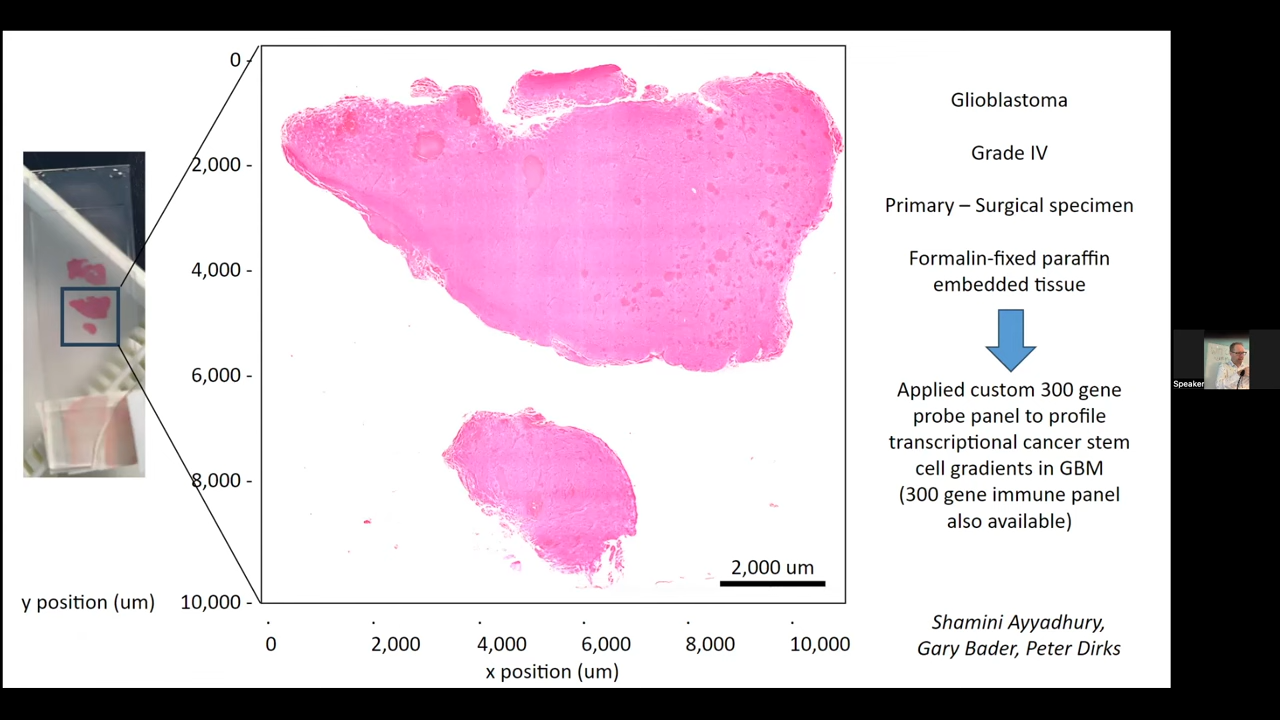 0
2,000
4,000
6,000
8,000
10,000
y position (um)
2,000 um
0
2,000
4,000
6,000
8,000
10,000
x position (um)
Glioblastoma
Grade IV
Primary – Surgical specimen
Formalin-fixed paraffin
embedded tissue
Applied custom 300 gene
probe panel to profile
transcriptional cancer stem
cell gradients in GBM
(300 gene immune panel
also available)
Shamini Ayyadhury,
Gary Bader, Peter Dirks
Speaker